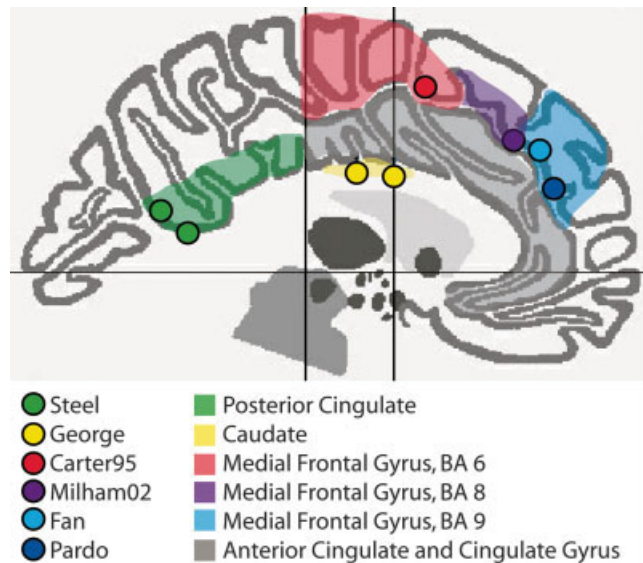 Steel Posterior Cingulate
George Caudate
Carter95 Medial Frontal Gyrus, BA 6
Milham02 Medial Frontal Gyrus, BA 8
Fan Medial Frontal Gyrus, BA 9
Pardo Anterior Cingulate and Cingulate Gyrus